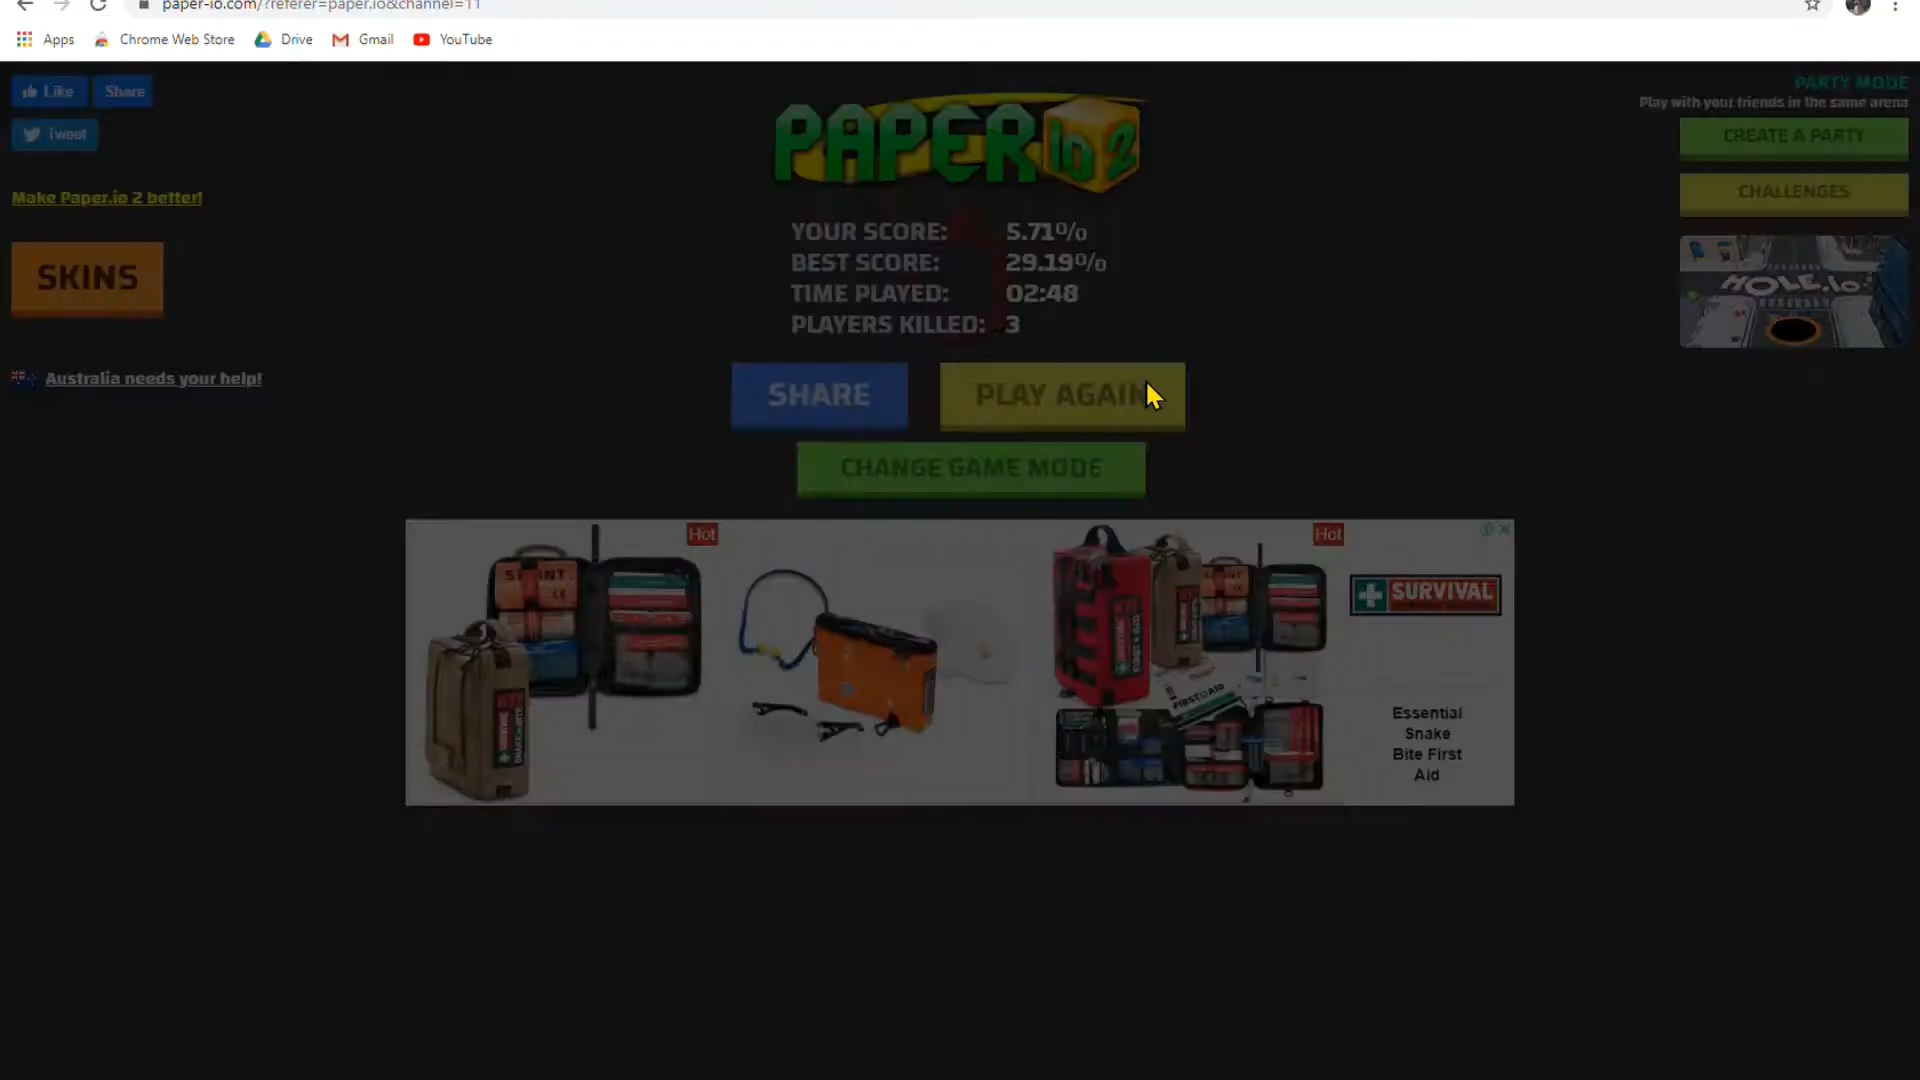 paper-io.com/?referer=paper.io&channel=11
Apps
Chrome Web Store
Drive
Gmail
YouTube
Like
Share
Tweet
Make Paper.io 2 better!
SKINS
Australia needs your help!
PAPER io 2
YOUR SCORE: 5.71%
BEST SCORE: 29.19%
TIME PLAYED: 02:48
PLAYERS KILLED: 3
SHARE
PLAY AGAIN
CHANGE GAME MODE
PARTY MODE
Play with your friends in the same arena
CREATE A PARTY
CHALLENGES
HOLE.io
Hot
Hot
FIRST AID
SURVIVAL
Essential
Snake
Bite First
Aid